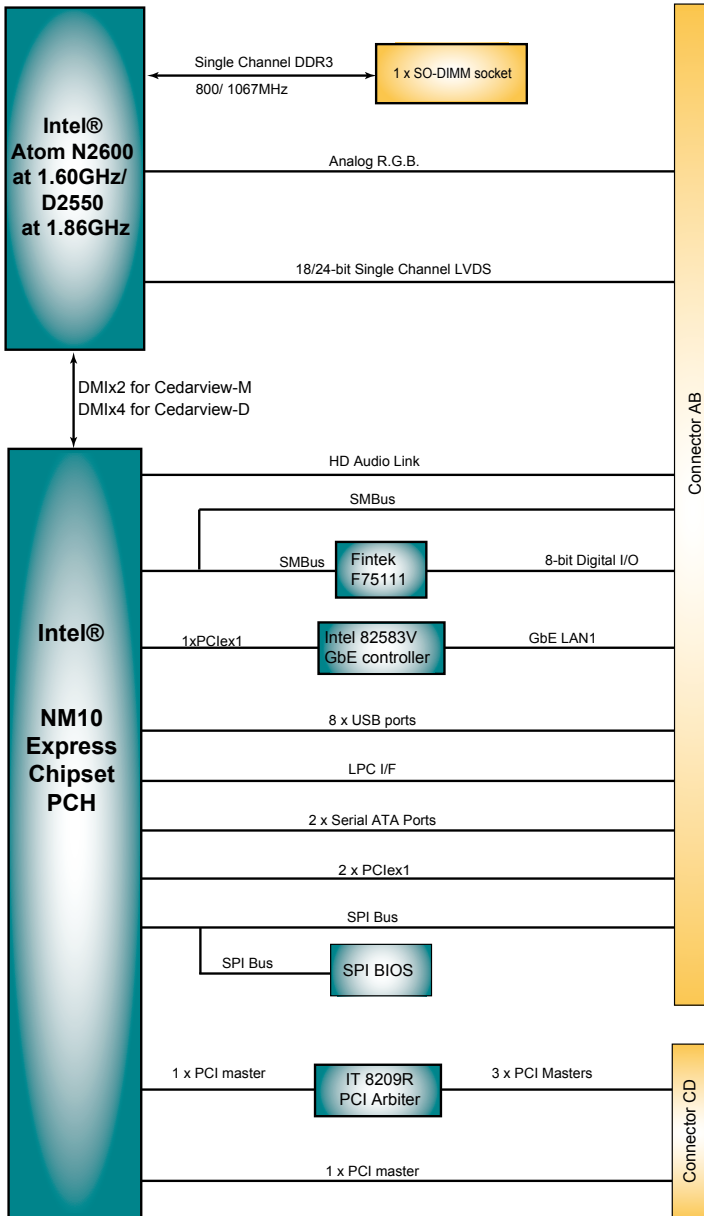 Single Channel DDR3
800/ 1067MHz
1 x SO-DIMM socket
Intel®
Atom N2600
at 1.60GHz/
D2550
at 1.86GHz
Analog R.G.B.
18/24-bit Single Channel LVDS
DMIx2 for Cedarview-M
DMIx4 for Cedarview-D
Connector AB
HD Audio Link
SMBus
SMBus
Fintek
F75111
8-bit Digital I/O
Intel®
NM10
Express
Chipset
PCH
1xPCIex1
Intel 82583V
GbE controller
GbE LAN1
8 x USB ports
LPC I/F
2 x Serial ATA Ports
2 x PCIex1
SPI Bus
SPI Bus
SPI BIOS
1 x PCI master
IT 8209R
PCI Arbiter
3 x PCI Masters
1 x PCI master
Connector CD